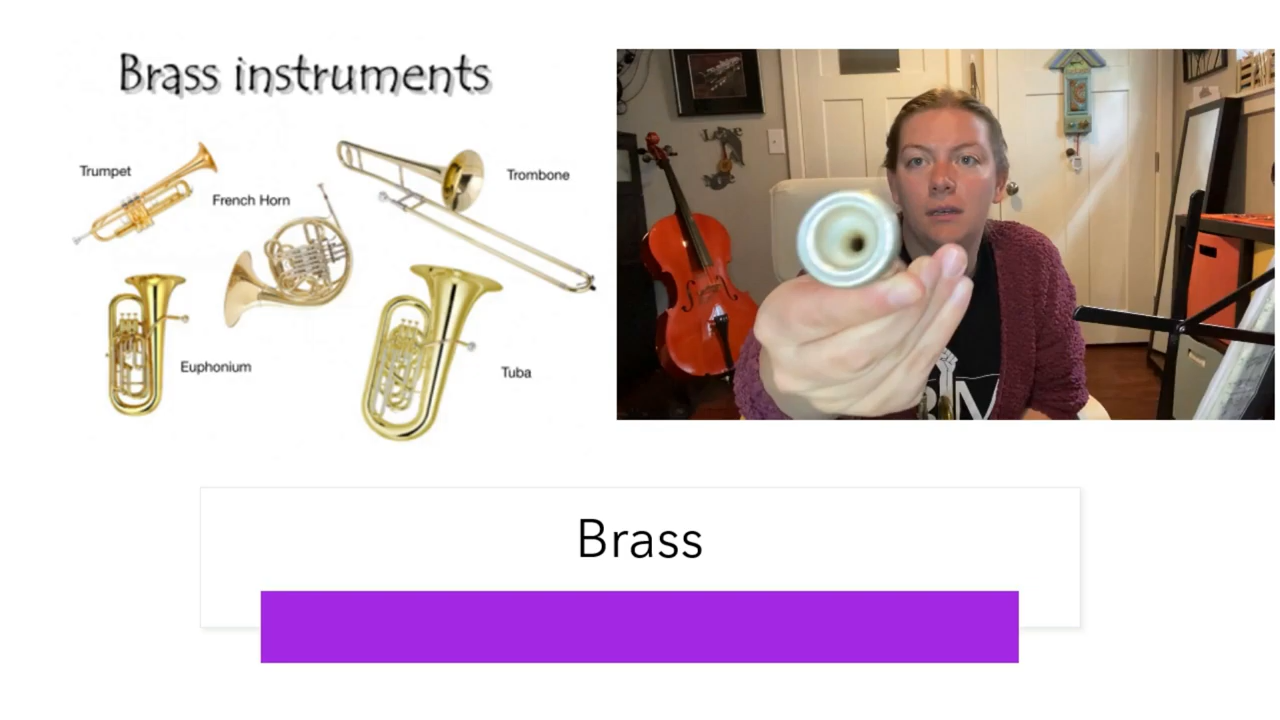 Brass instruments
Trumpet
French Horn
Trombone
Euphonium
Tuba
Brass